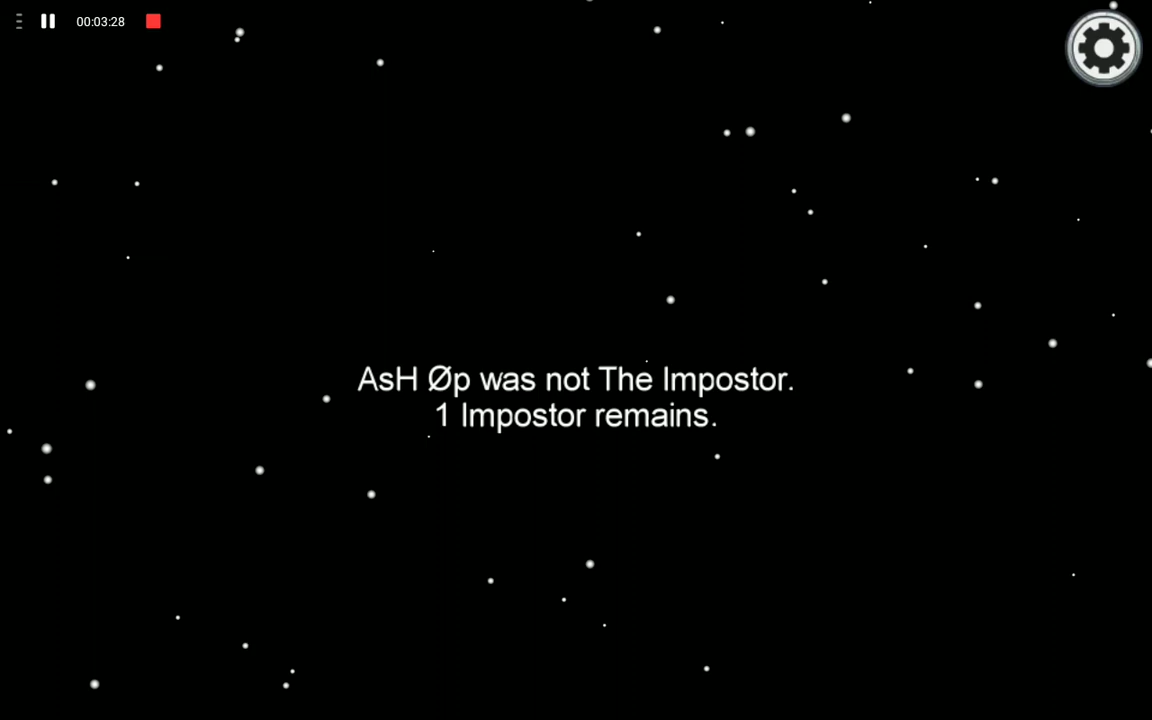 00:03:28
AsH Øp was not The Impostor.
1 Impostor remains.